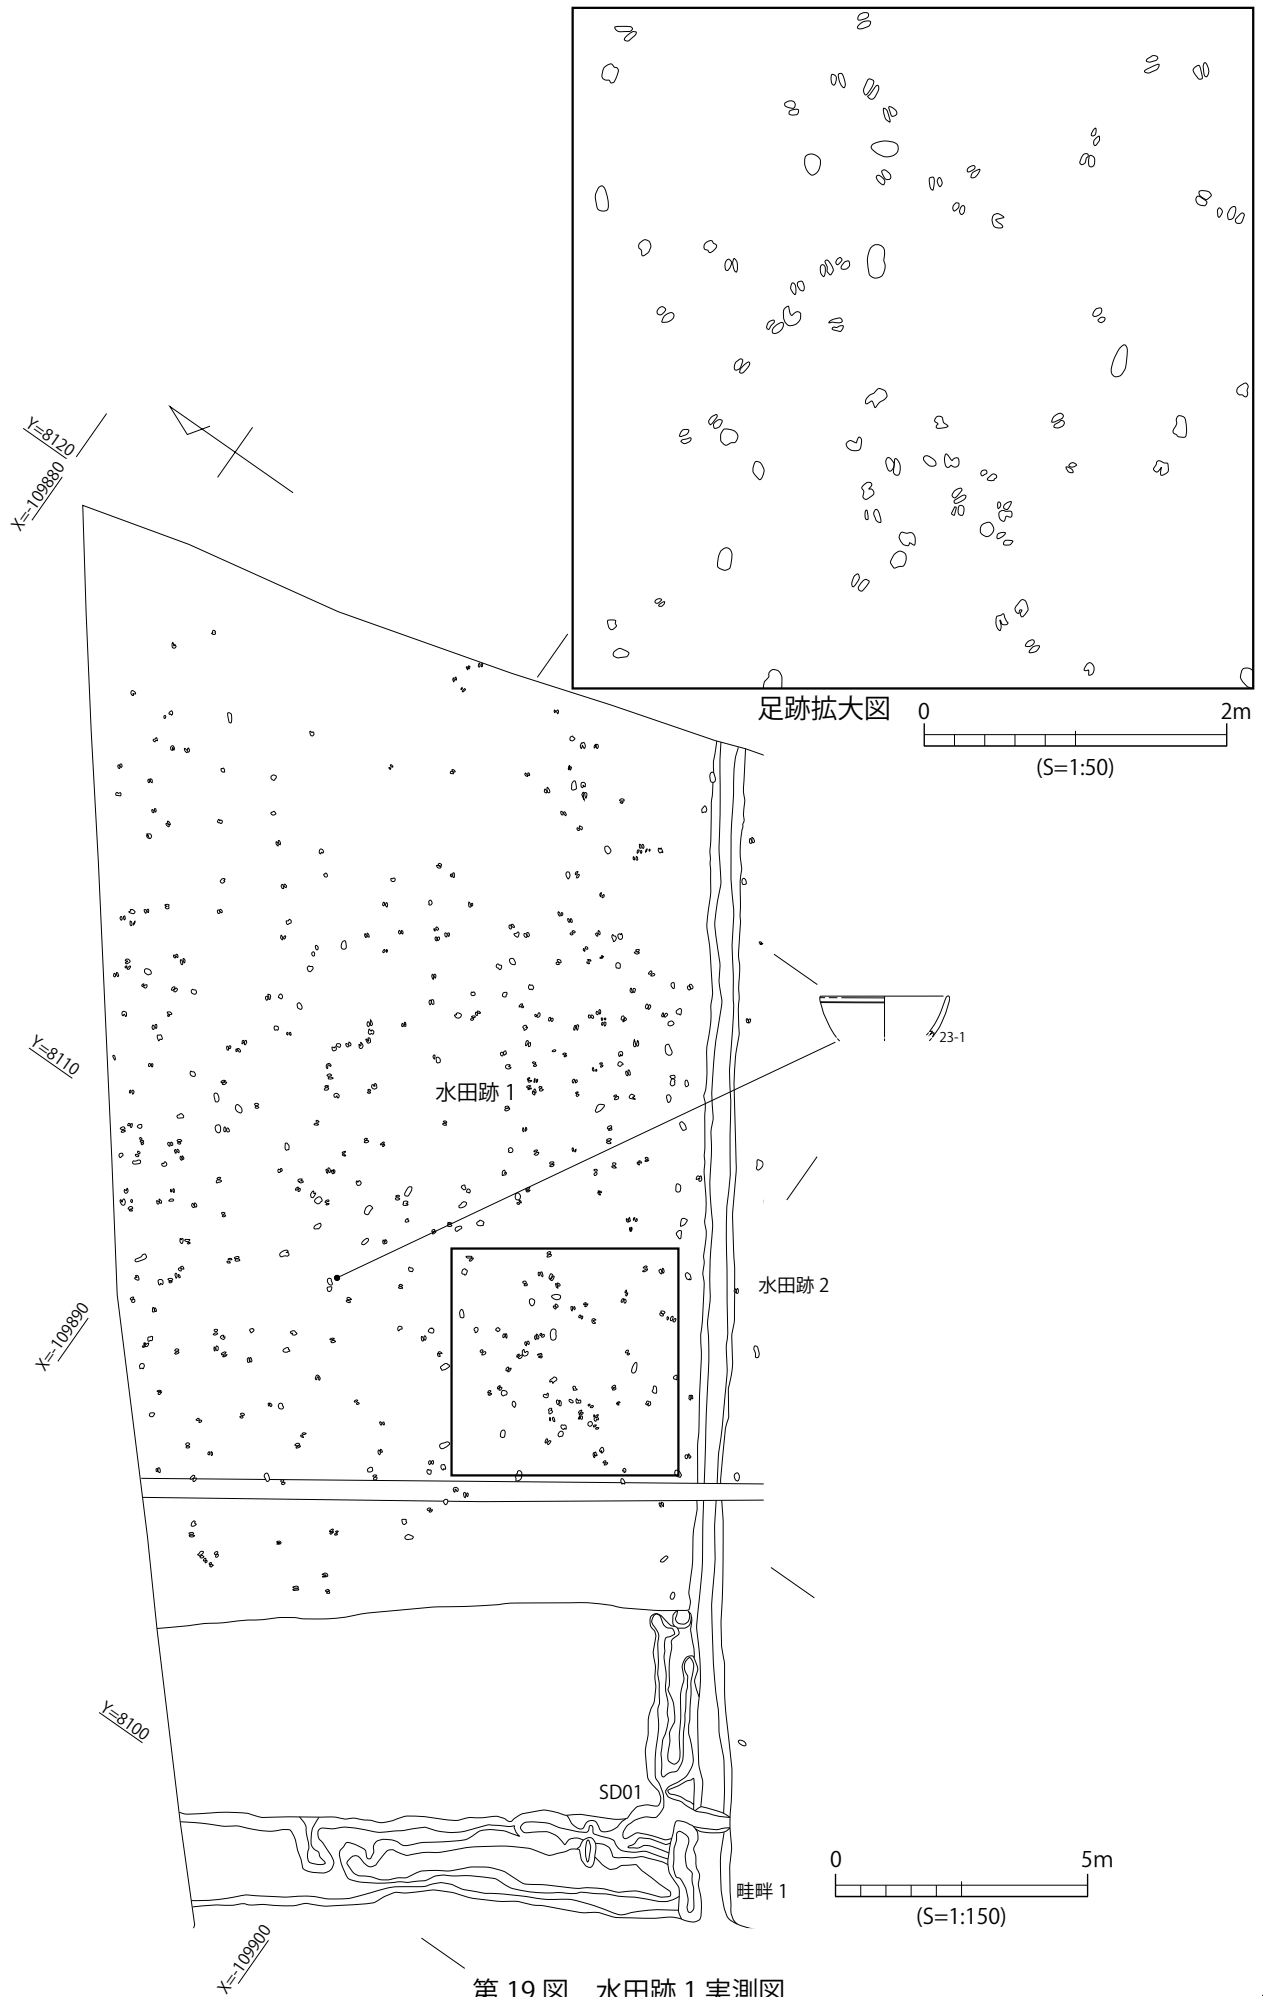 足跡拡大図
0 2m
(S=1:50)
Y=8120
X=-109880
23-1
水田跡 1
Y=8110
水田跡 2
X=-109890
Y=8100
SD01
0 5m
畦畔 1
(S=1:150)
X=-109900
第 19 図 水田跡 1 実測図